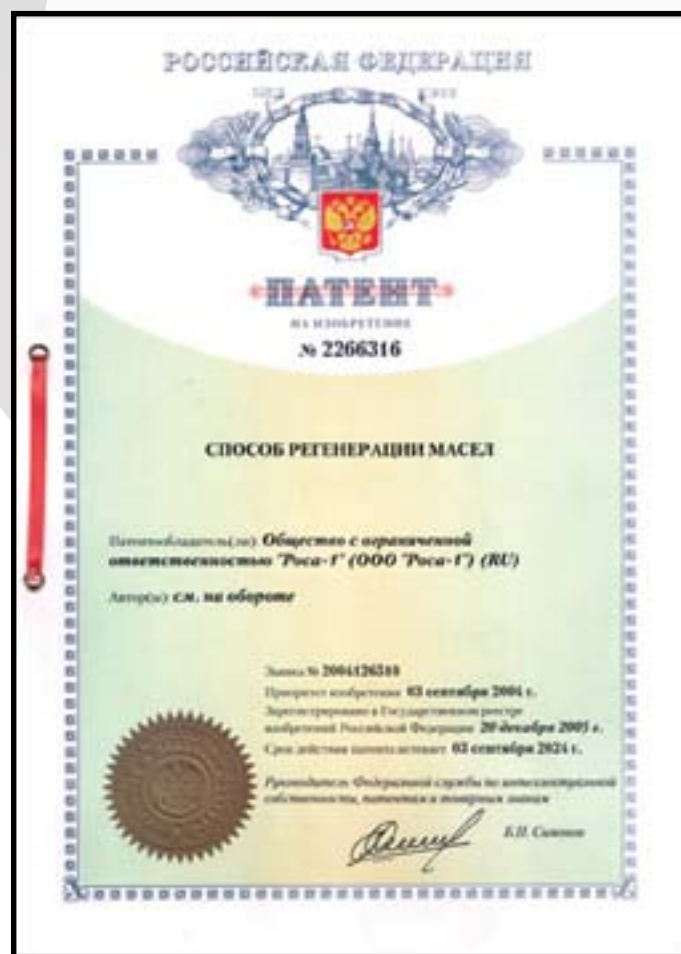 РОССИЙСКАЯ ФЕДЕРАЦИЯ
ПАТЕНТ
НА ИЗОБРЕТЕНИЕ
№ 2266316
СПОСОБ РЕГЕНЕРАЦИИ МАСЕЛ
Патентообладатель(ли): Общество с ограниченной
ответственностью "Роса-1" (ООО "Роса-1") (RU)
Автор(ы): см. на обороте
Заявка № 2004126510
Приоритет изобретения 03 сентября 2004 г.
Зарегистрировано в Государственном реестре
изобретений Российской Федерации 20 декабря 2005 г.
Срок действия патента истекает 03 сентября 2024 г.
Руководитель Федеральной службы по интеллектуальной
собственности, патентам и товарным знакам
Б.П. Симонов